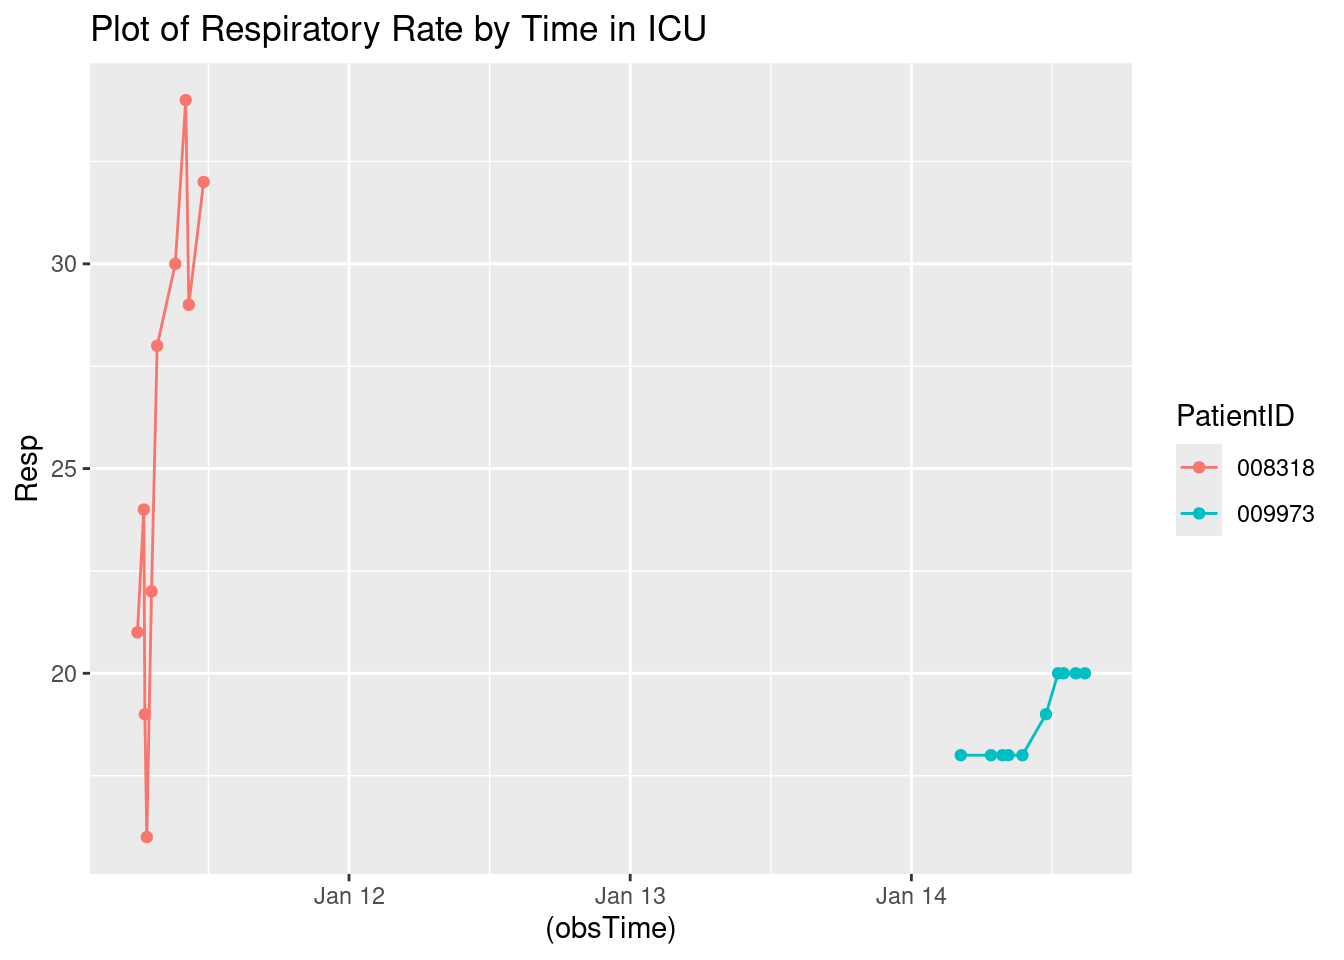 Plot of Respiratory Rate by Time in ICU
30
25
20
Resp
Jan 12
Jan 13
Jan 14
(obsTime)
PatientID
008318
009973